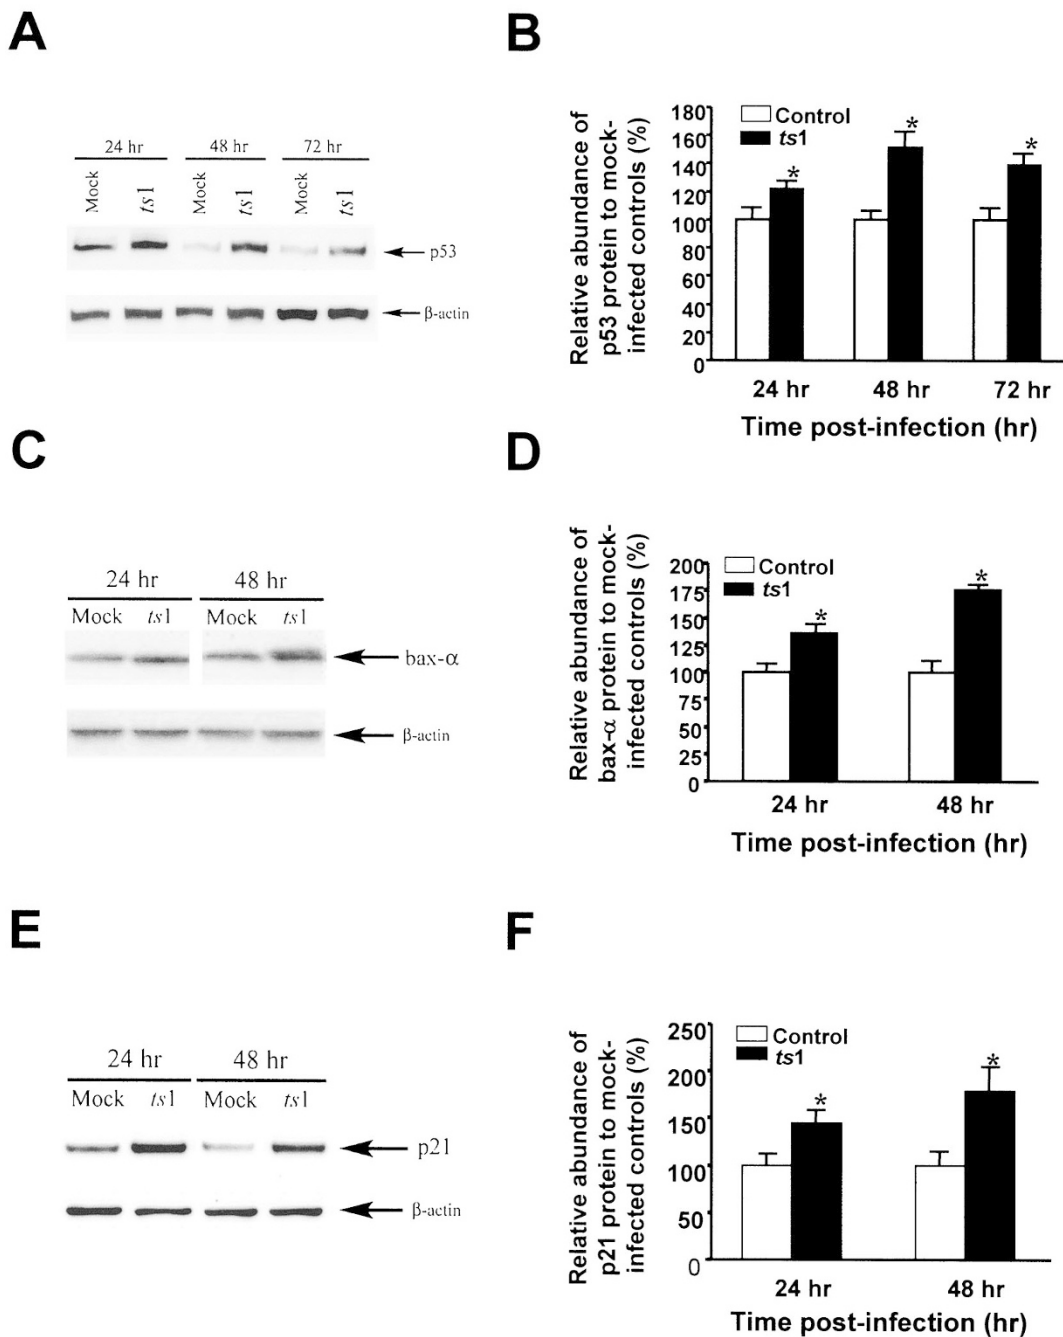 A
24 hr 48 hr 72 hr
Mock ts1 Mock ts1 Mock ts1
p53
β-actin
B
Relative abundance of
p53 protein to mock-
infected controls (%)
180
160
140
120
100
80
60
40
20
0
Control
ts1
* * *
24 hr 48 hr 72 hr
Time post-infection (hr)
C
24 hr 48 hr
Mock ts1 Mock ts1
bax-α
β-actin
D
Relative abundance of
bax-α protein to mock-
infected controls (%)
200
175
150
125
100
75
50
25
0
Control
ts1
* *
24 hr 48 hr
Time post-infection (hr)
E
24 hr 48 hr
Mock ts1 Mock ts1
p21
β-actin
F
Relative abundance of
p21 protein to mock-
infected controls (%)
250
200
150
100
50
0
Control
ts1
* *
24 hr 48 hr
Time post-infection (hr)